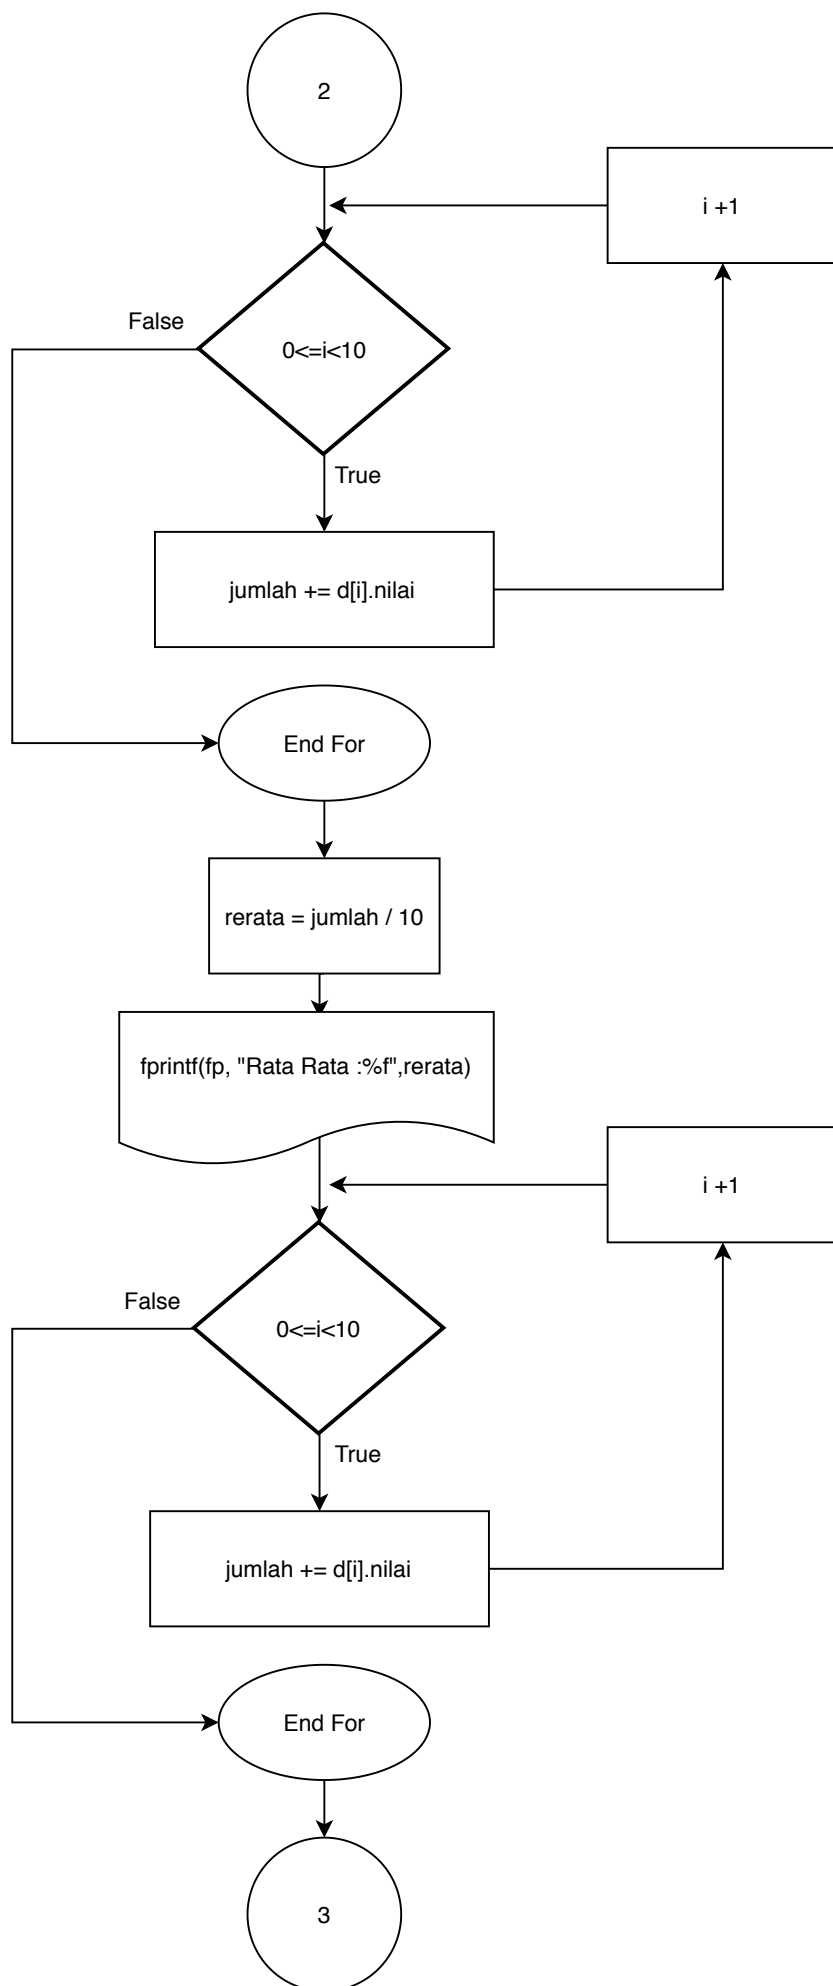 2
i +1
False
0<=i<10
True
jumlah += d[i].nilai
End For
rerata = jumlah / 10
fprintf(fp, "Rata Rata :%f",rerata)
i +1
False
0<=i<10
True
jumlah += d[i].nilai
End For
3